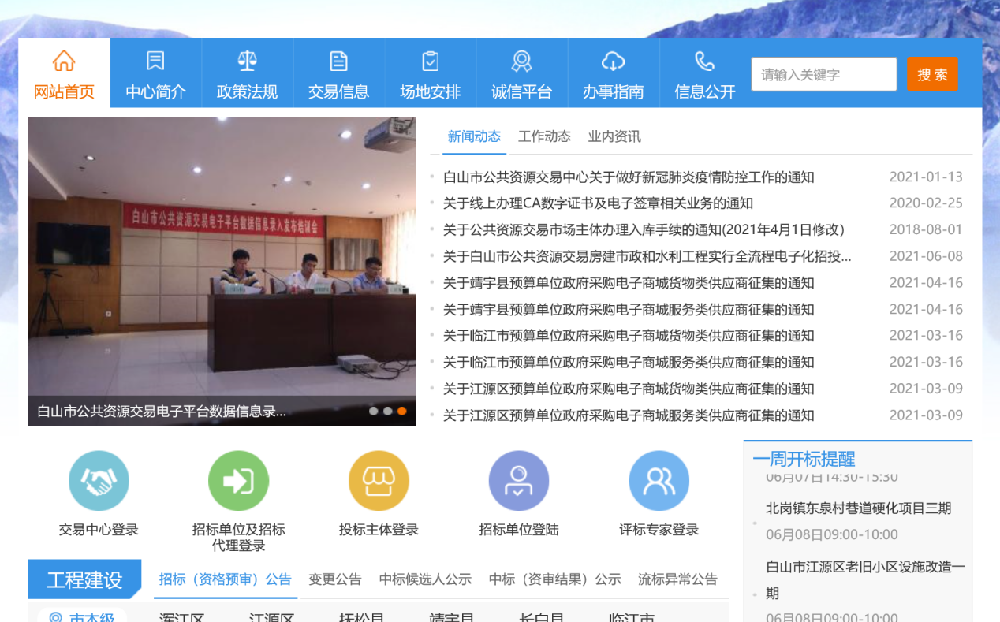 网站首页
中心简介
政策法规
交易信息
场地安排
诚信平台
办事指南
信息公开
请输入关键字
搜 索
白山市公共资源交易电子平台数据信息录入发布培训会
白山市公共资源交易电子平台数据信息录...
新闻动态 工作动态 业内资讯
白山市公共资源交易中心关于做好新冠肺炎疫情防控工作的通知 2021-01-13
关于线上办理CA数字证书及电子签章相关业务的通知 2020-02-25
关于公共资源交易市场主体办理入库手续的通知(2021年4月1日修改) 2018-08-01
关于白山市公共资源交易房建市政和水利工程实行全流程电子化招投... 2021-06-08
关于靖宇县预算单位政府采购电子商城货物类供应商征集的通知 2021-04-16
关于靖宇县预算单位政府采购电子商城服务类供应商征集的通知 2021-04-16
关于临江市预算单位政府采购电子商城货物类供应商征集的通知 2021-03-16
关于临江市预算单位政府采购电子商城服务类供应商征集的通知 2021-03-16
关于江源区预算单位政府采购电子商城货物类供应商征集的通知 2021-03-09
关于江源区预算单位政府采购电子商城服务类供应商征集的通知 2021-03-09
交易中心登录
招标单位及招标
代理登录
投标主体登录
招标单位登陆
评标专家登录
一周开标提醒
06月07日14:30-15:30
北岗镇东泉村巷道硬化项目三期
06月08日09:00-10:00
白山市江源区老旧小区设施改造一
期
06月08日09:00-10:00
工程建设
招标（资格预审）公告 变更公告 中标候选人公示 中标（资审结果）公示 流标异常公告
市本级 浑江区 江源区 抚松县 靖宇县 长白县 临江市